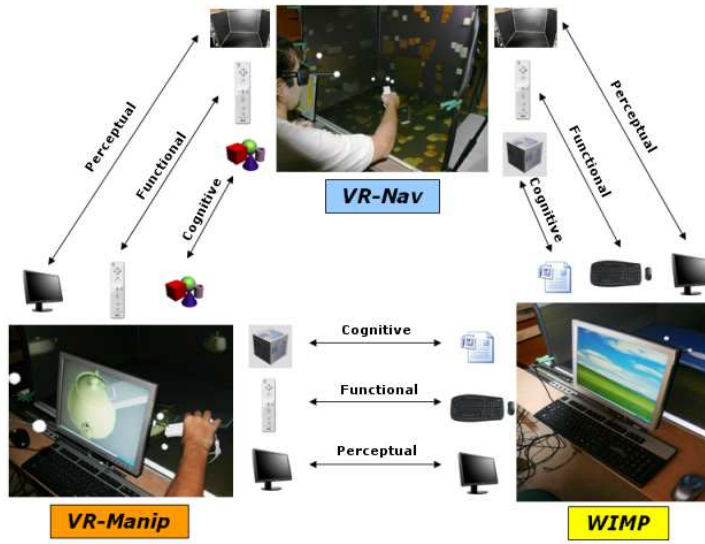 Perceptual
Functional
Cognitive
VR-Nav
Perceptual
Functional
Cognitive
Cognitive
Functional
Perceptual
VR-Manip
WIMP